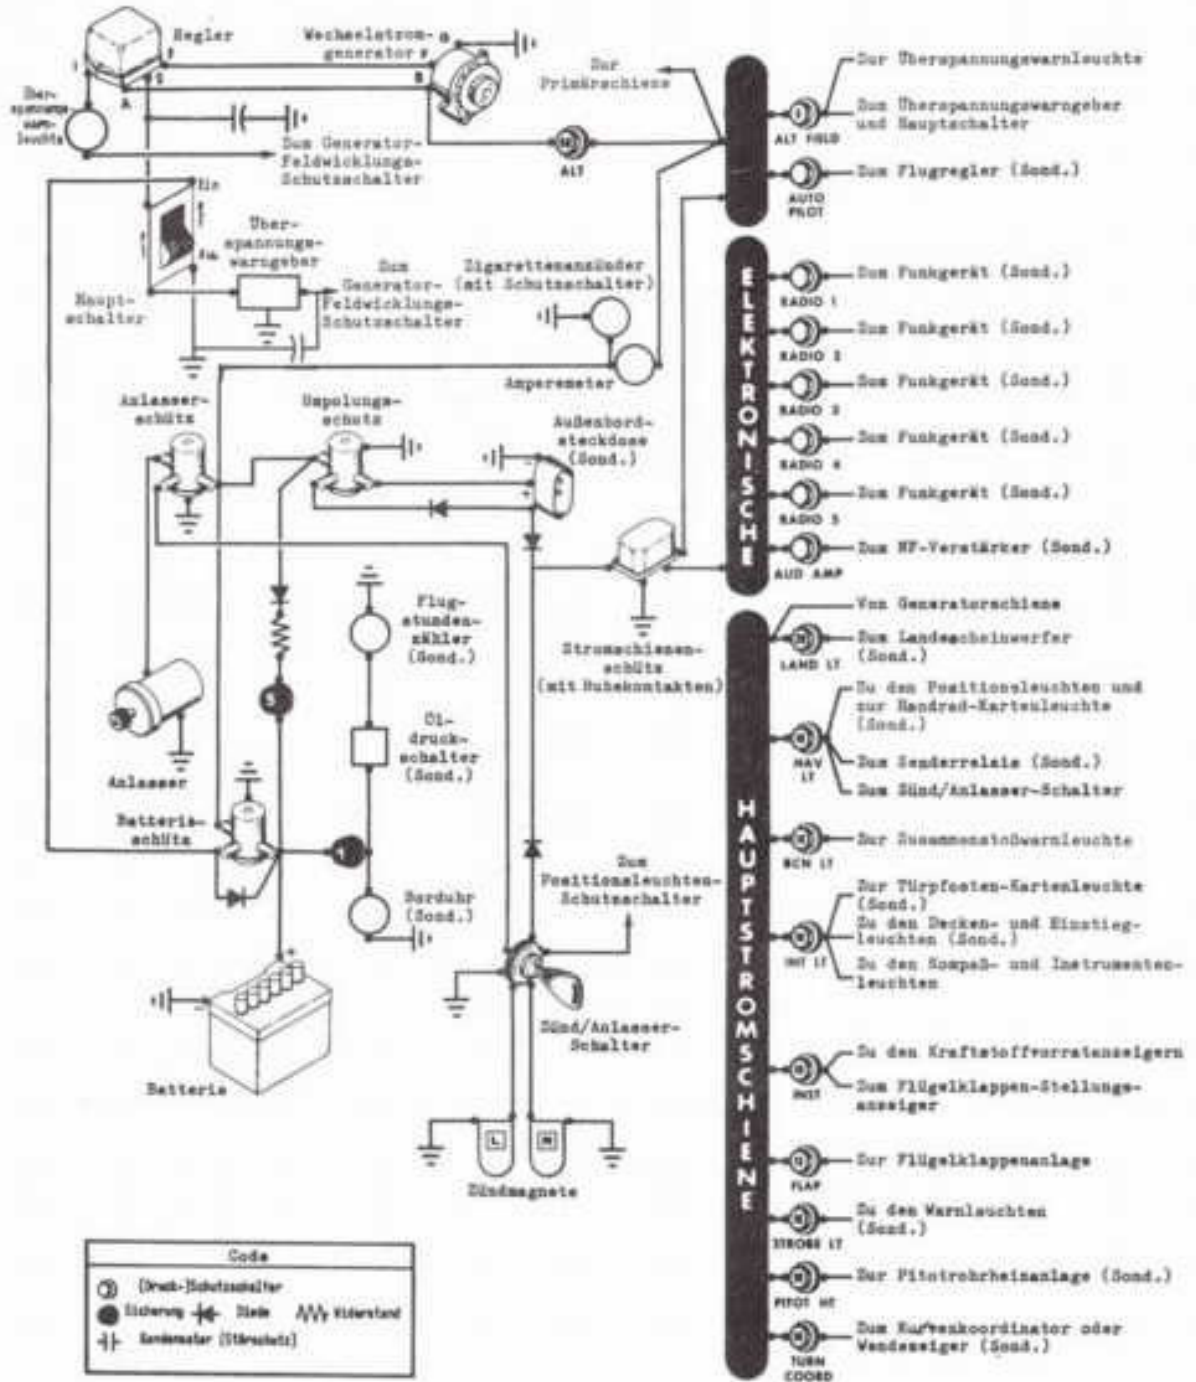 Regler
Wechselstrom-
generator
G
F
F
I
S
A
B
Über-
spannungs-
warn-
leuchte
Zum Generator-
Feldwicklungs-
Schutzschalter
Zur
Primärschiene
ALT
Ein
Aus
Haupt-
schalter
Über-
spannungs-
warngeber
Zum
Generator-
Feldwicklungs-
Schutzschalter
Zigarettenanzünder
(mit Schutzschalter)
Amperemeter
Anlasser-
schütz
Umpolungs-
schutz
Außenbord-
steckdose
(Sond.)
Flug-
stunden-
zähler
(Sond.)
Stromschienen-
schütz
(mit Ruhekontakten)
Öl-
druck-
schalter
(Sond.)
Anlasser
Batterie-
schütz
Borduhr
(Sond.)
Zum
Positionsleuchten-
Schutzschalter
Zünd/Anlasser-
Schalter
Batterie
L
R
Zündmagnete
Zur Überspannungswarnleuchte
Zum Überspannungswarngeber
und Hauptschalter
ALT FIELD
Zum Flugregler (Sond.)
AUTO
PILOT
ELEKTRONISCHE
Zum Funkgerät (Sond.)
RADIO 1
Zum Funkgerät (Sond.)
RADIO 2
Zum Funkgerät (Sond.)
RADIO 3
Zum Funkgerät (Sond.)
RADIO 4
Zum Funkgerät (Sond.)
RADIO 5
Zum NF-Verstärker (Sond.)
AUD AMP
HAUPTSTROMSCHIENE
Von Generatorschiene
Zum Landescheinwerfer
(Sond.)
LAND LT
Zu den Positionsleuchten und
zur Handrad-Kartenleuchte
(Sond.)
Zum Senderrelais (Sond.)
Zum Zünd/Anlasser-Schalter
NAV
LT
Zur Zusammenstoßwarnleuchte
BCN LT
Zur Türpfosten-Kartenleuchte
(Sond.)
Zu den Decken- und Einstieg-
leuchten (Sond.)
Zu den Kompaß- und Instrumenten-
leuchten
INT LT
Zu den Kraftstoffvorratanzeigern
Zum Flügelklappen-Stellungs-
anzeiger
INST
Zur Flügelklappenanlage
FLAP
Zu den Warnleuchten
(Sond.)
STROBE LT
Zur Pitotrohrheizanlage (Sond.)
PITOT HT
Zum Kurvenkoordinator oder
Wendezeiger (Sond.)
TURN
COORD
Code
(Druck-)Schutzschalter
Sicherung Diode Widerstand
Kondensator (Störschutz)